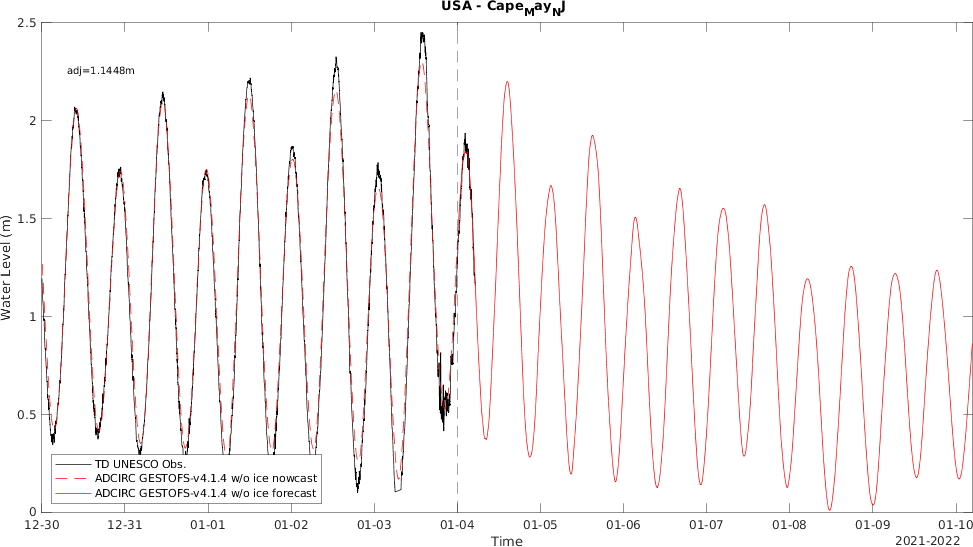 USA - Cape_May_NJ
adj=1.1448m
2.5
2
1.5
1
0.5
0
Water Level (m)
TD UNESCO Obs.
ADCIRC GESTOFS-v4.1.4 w/o ice nowcast
ADCIRC GESTOFS-v4.1.4 w/o ice forecast
12-30 12-31 01-01 01-02 01-03 01-04 01-05 01-06 01-07 01-08 01-09 01-10
Time
2021-2022